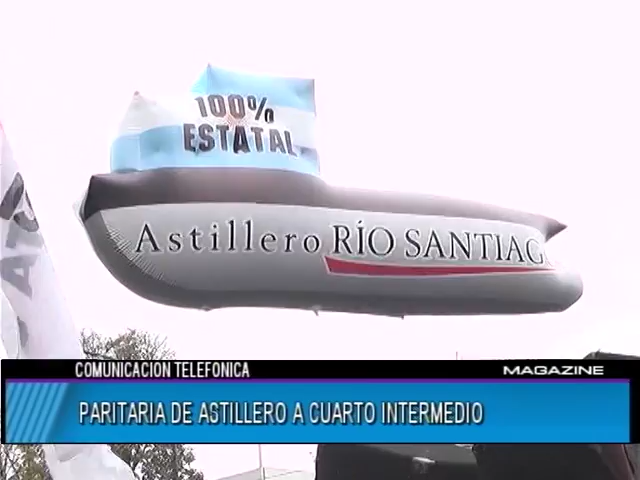 100%
ESTATAL
Astillero RÍO SANTIAG
COMUNICACION TELEFONICA
MAGAZINE
PARITARIA DE ASTILLERO A CUARTO INTERMEDIO